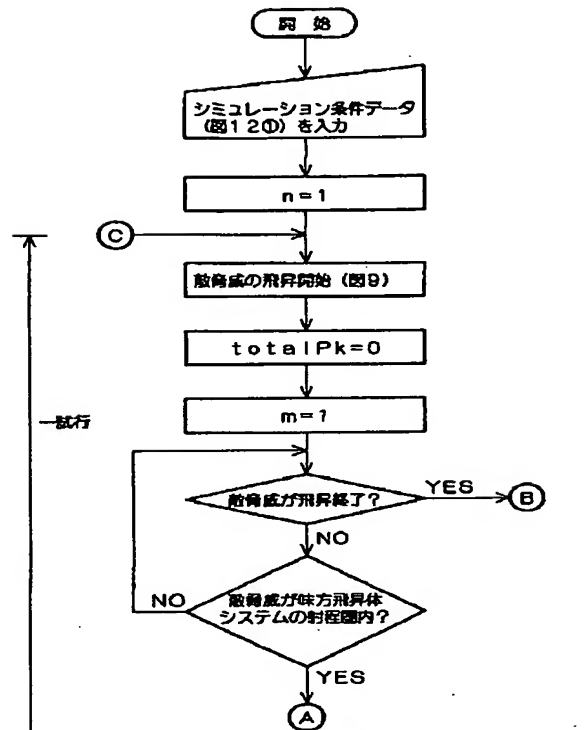 開 始
シミュレーション条件データ
(図12①)を入力
n=1
C
敵脅威の飛昇開始(図9)
totalPk=0
m=1
一試行
敵脅威が飛昇終了?
YES
B
NO
敵脅威が味方飛昇体
システムの射程圏内?
NO
YES
A